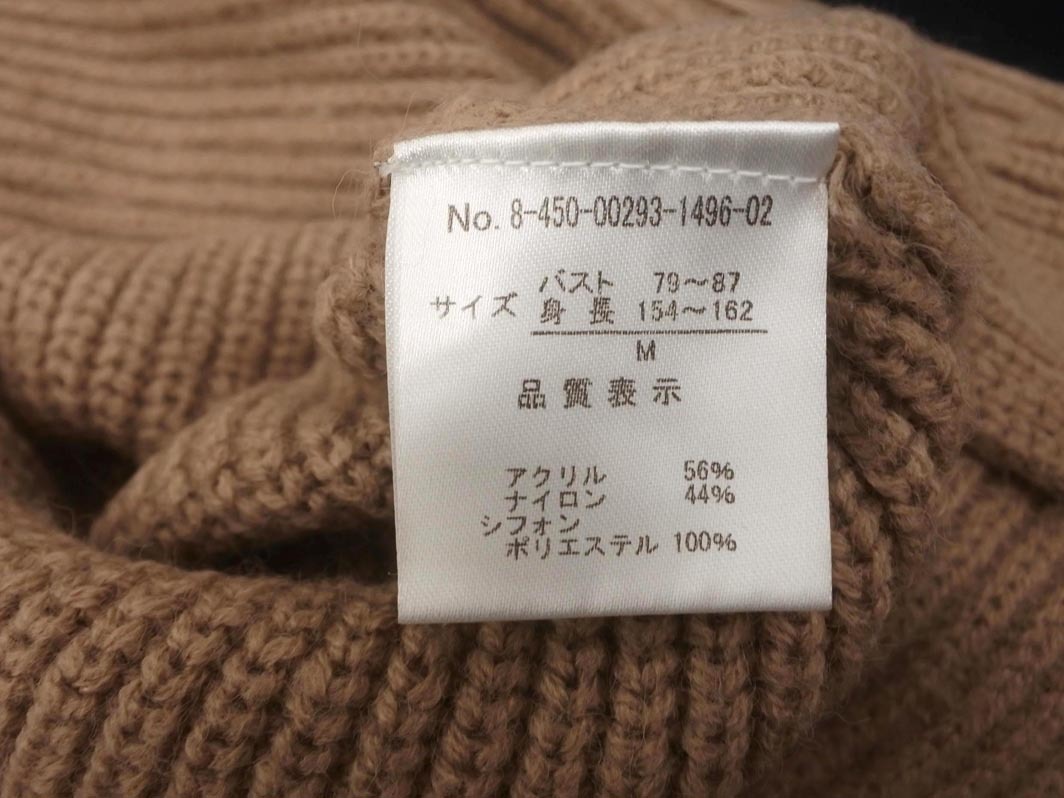 No. 8-450-00293-1496-02
バスト 79～87
サイズ 身長 154～162
M
品質表示
アクリル 56%
ナイロン 44%
シフォン
ポリエステル 100%